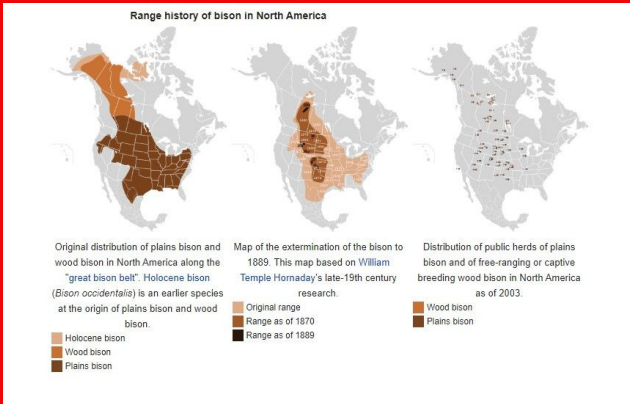 Range history of bison in North America
Original distribution of plains bison and
wood bison in North America along the
"great bison belt". Holocene bison
(Bison occidentalis) is an earlier species
at the origin of plains bison and wood
bison.
Holocene bison
Wood bison
Plains bison
Map of the extermination of the bison to
1889. This map based on William
Temple Hornaday's late-19th century
research.
Original range
Range as of 1870
Range as of 1889
Distribution of public herds of plains
bison and of free-ranging or captive
breeding wood bison in North America
as of 2003.
Wood bison
Plains bison